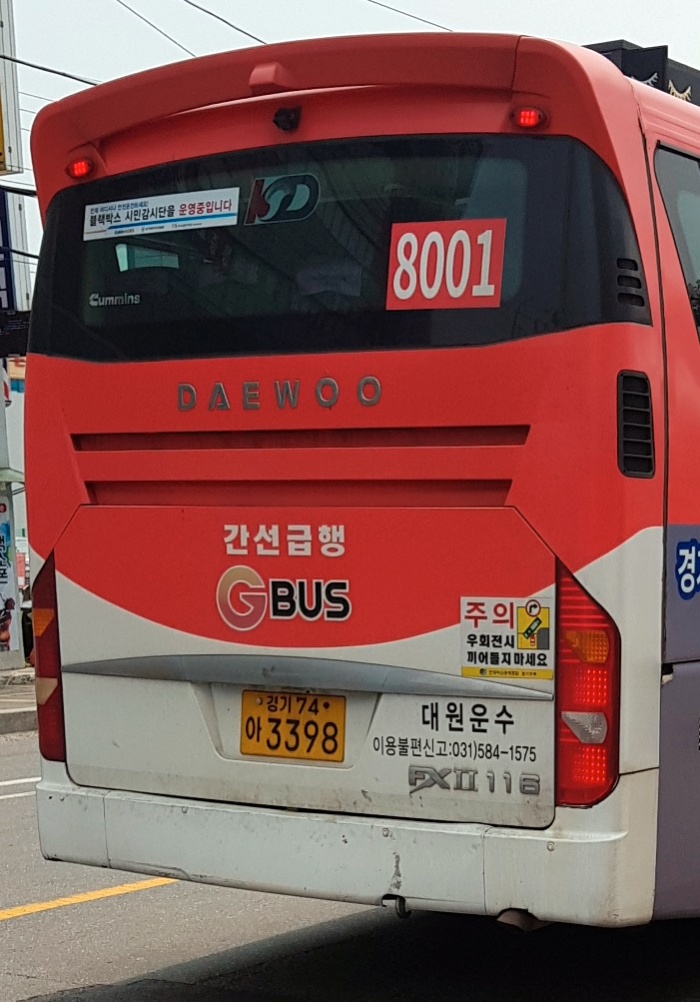 블랙박스 시민감시단을 운영중입니다
KSD
8001
Cummins
DAEWOO
간선급행
G BUS
경
주의
우회전시
끼어들지마세요
경기74
아3398
대원운수
이용불편신고:031)584-1575
FXII 116